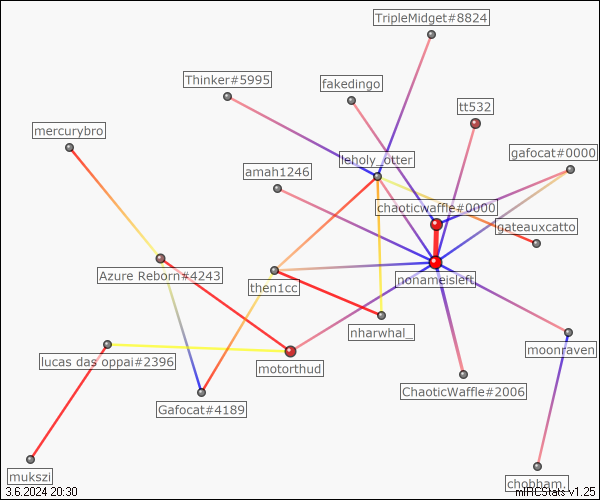 TripleMidget#8824
Thinker#5995
fakedingo
tt532
mercurybro
leholy_otter
gafocat#0000
amah1246
chaoticwaffle#0000
gateauxcatto
Azure Reborn#4243
then1cc
nonameisleft
nharwhal_
moonraven
lucas das oppai#2396
motorthud
ChaoticWaffle#2006
Gafocat#4189
mukszi
chobham.
3.6.2024 20:30
mIRCStats v1.25